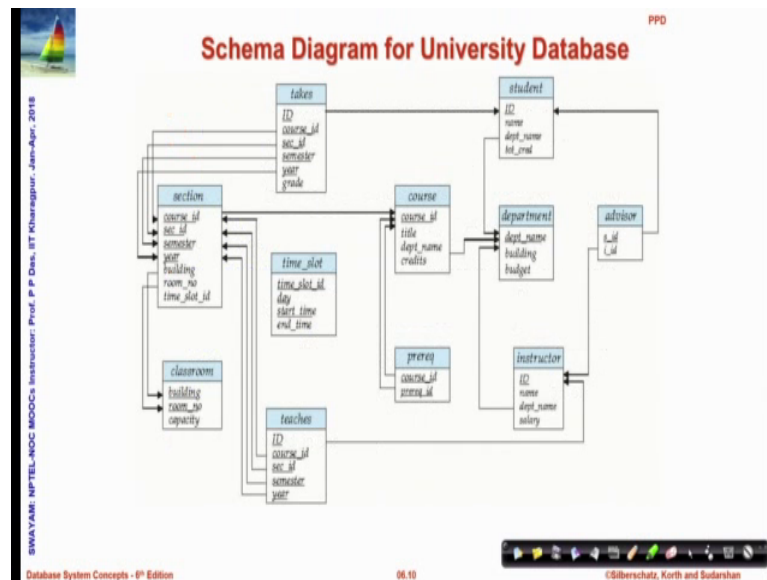 PPD
Schema Diagram for University Database
SWAYAM: NPTEL-NOC MOOCs Instructor: Prof. P P Das, IIT Kharagpur. Jan-Apr, 2018
takes
ID
course_id
sec_id
semester
year
grade
student
ID
name
dept_name
tot_cred
section
course_id
sec_id
semester
year
building
room_no
time_slot_id
course
course_id
title
dept_name
credits
department
dept_name
building
budget
advisor
s_id
i_id
time_slot
time_slot_id
day
start_time
end_time
classroom
building
room_no
capacity
prereq
course_id
prereq_id
instructor
ID
name
dept_name
salary
teaches
ID
course_id
sec_id
semester
year
Database System Concepts - 6th Edition
06.10
©Silberschatz, Korth and Sudarshan